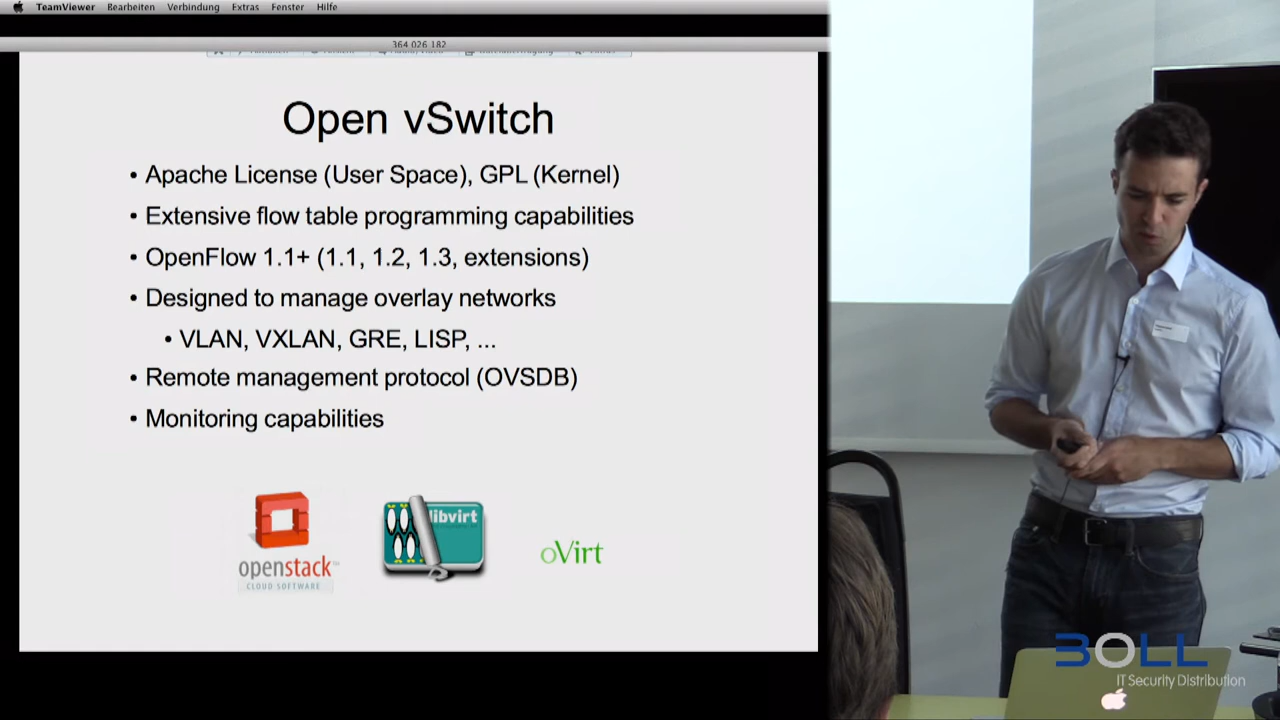 TeamViewer Bearbeiten Verbindung Extras Fenster Hilfe
364 026 182
Open vSwitch
• Apache License (User Space), GPL (Kernel)
• Extensive flow table programming capabilities
• OpenFlow 1.1+ (1.1, 1.2, 1.3, extensions)
• Designed to manage overlay networks
• VLAN, VXLAN, GRE, LISP, ...
• Remote management protocol (OVSDB)
• Monitoring capabilities
openstack
CLOUD SOFTWARE
libvirt
oVirt
BOLL
IT Security Distribution